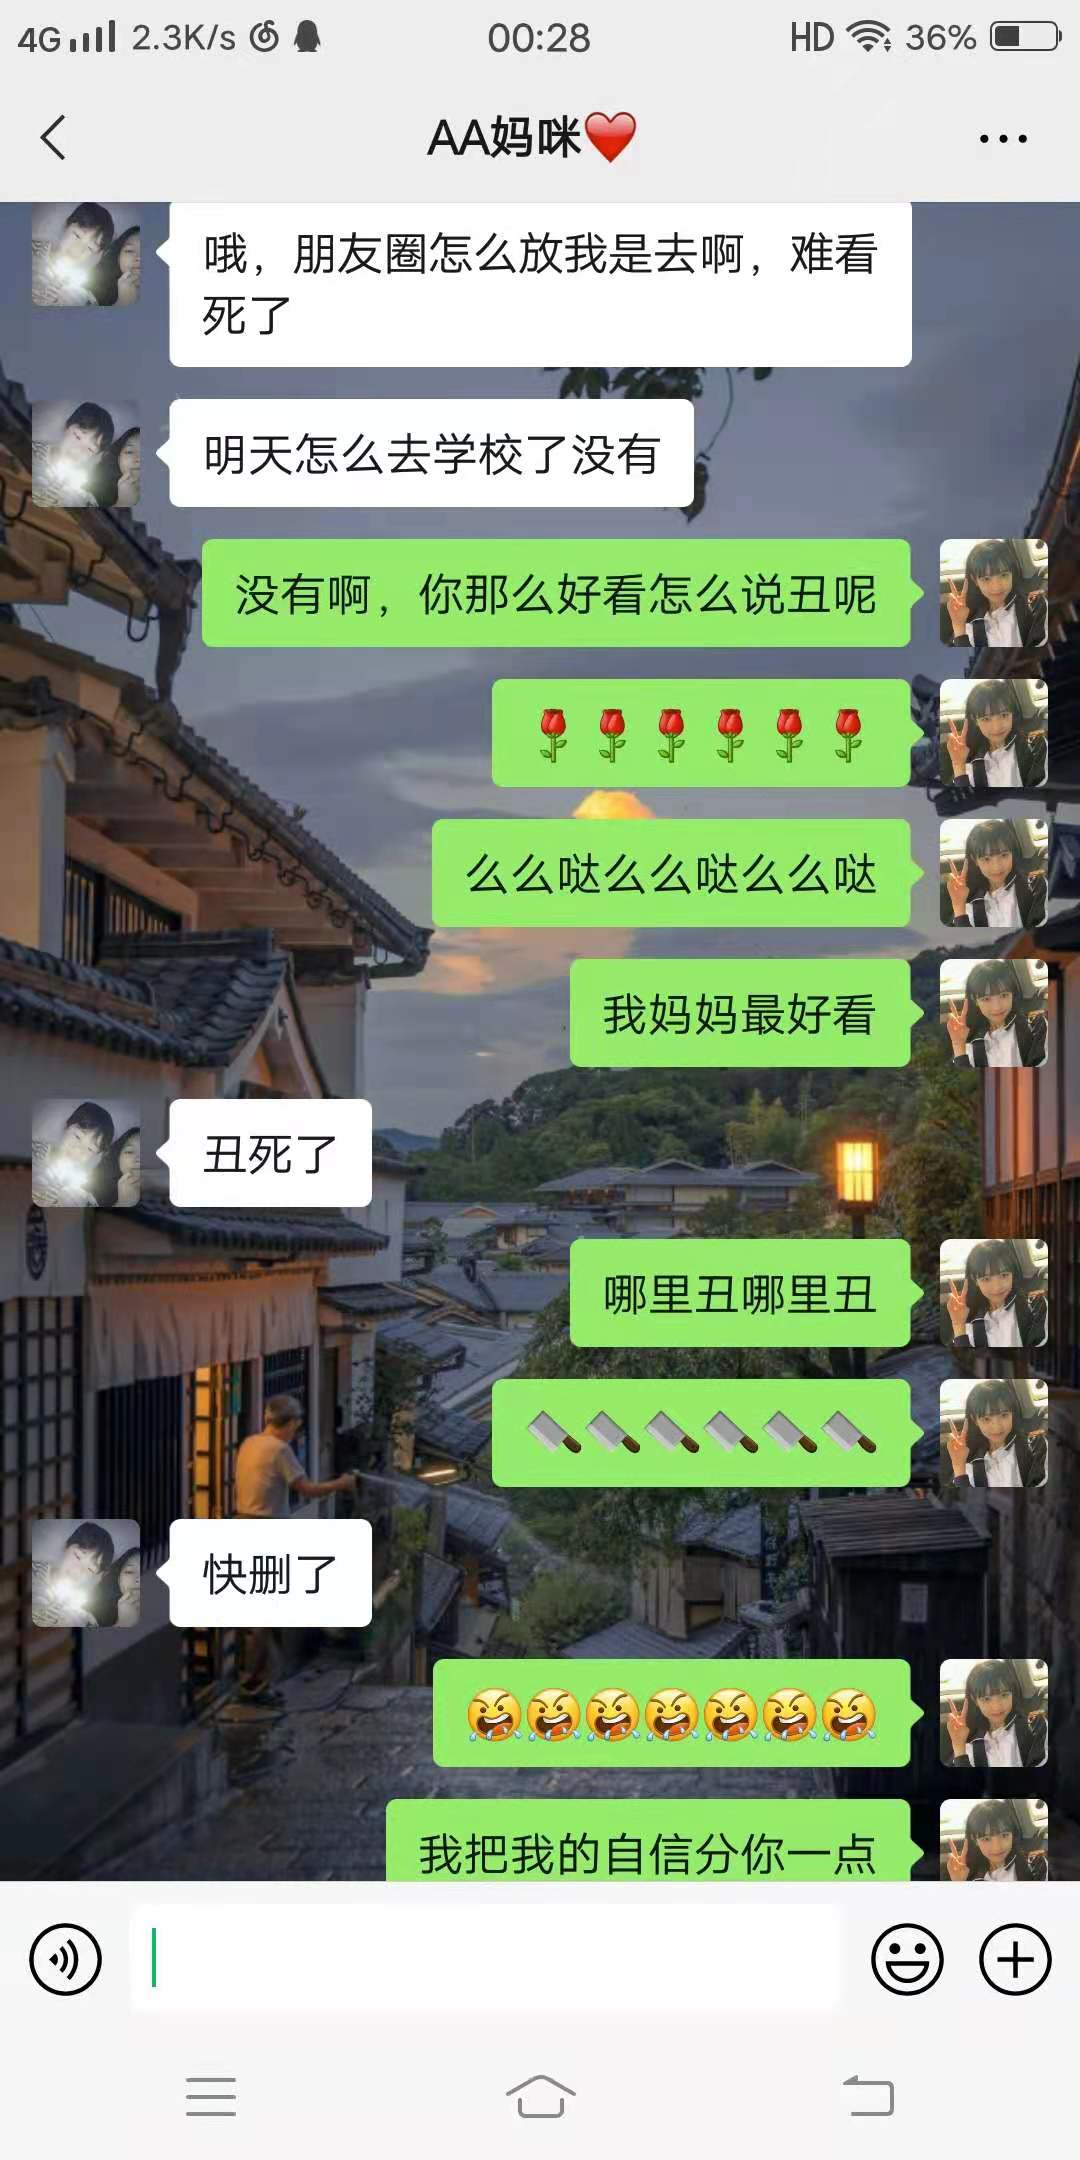 4G 2.3K/s 00:28 HD 36%
AA妈咪❤️
哦，朋友圈怎么放我是去啊，难看
死了
明天怎么去学校了没有
没有啊，你那么好看怎么说丑呢
🌹🌹🌹🌹🌹🌹
么么哒么么哒么么哒
我妈妈最好看
丑死了
哪里丑哪里丑
🔪🔪🔪🔪🔪🔪
快删了
我把我的自信分你一点